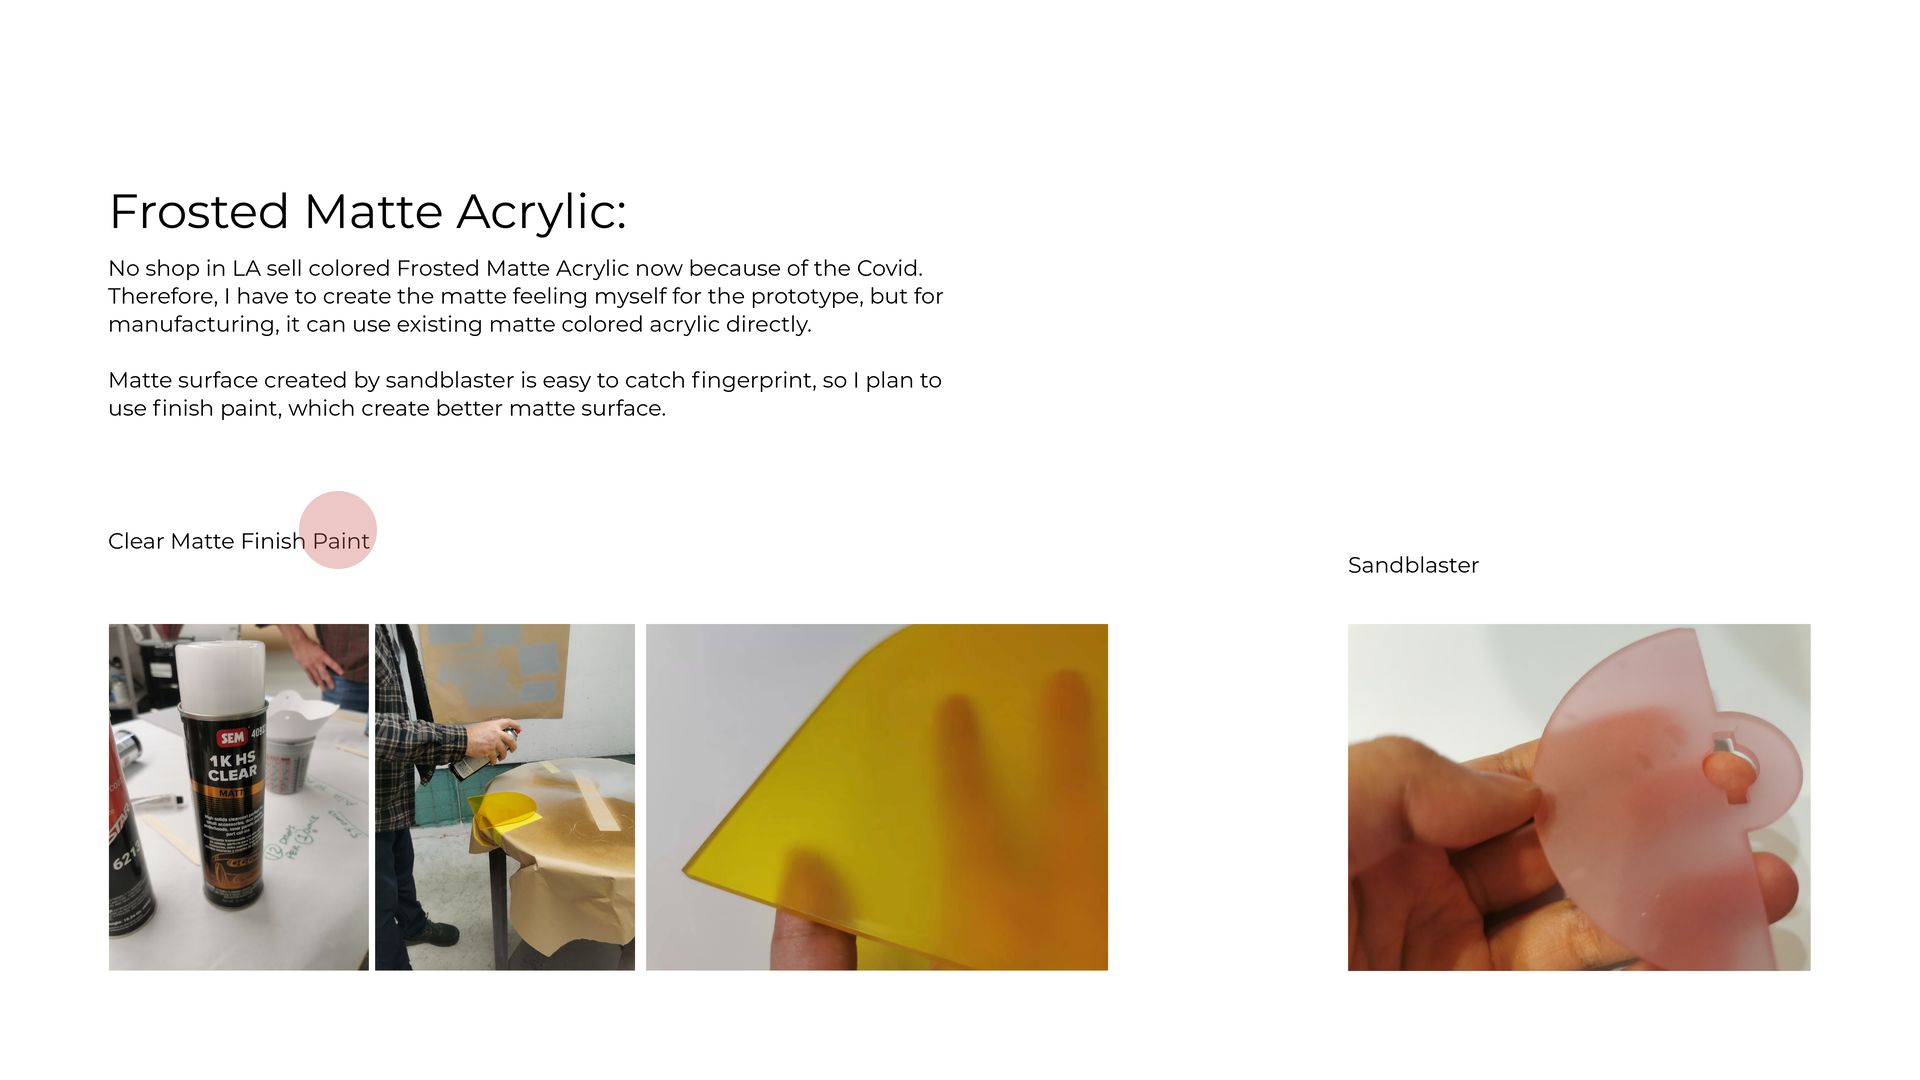 Frosted Matte Acrylic:
No shop in LA sell colored Frosted Matte Acrylic now because of the Covid.
Therefore, I have to create the matte feeling myself for the prototype, but for
manufacturing, it can use existing matte colored acrylic directly.
Matte surface created by sandblaster is easy to catch fingerprint, so I plan to
use finish paint, which create better matte surface.
Clear Matte Finish Paint
Sandblaster
SEM
1K HS
CLEAR
MATT